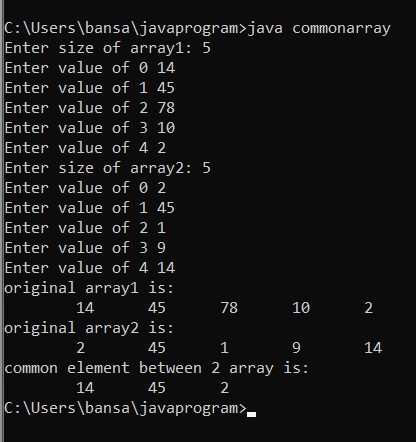 C:\Users\bansa\javaprogram>java commonarray
Enter size of array1: 5
Enter value of 0 14
Enter value of 1 45
Enter value of 2 78
Enter value of 3 10
Enter value of 4 2
Enter size of array2: 5
Enter value of 0 2
Enter value of 1 45
Enter value of 2 1
Enter value of 3 9
Enter value of 4 14
original array1 is:
14 45 78 10 2
original array2 is:
2 45 1 9 14
common element between 2 array is:
14 45 2
C:\Users\bansa\javaprogram>